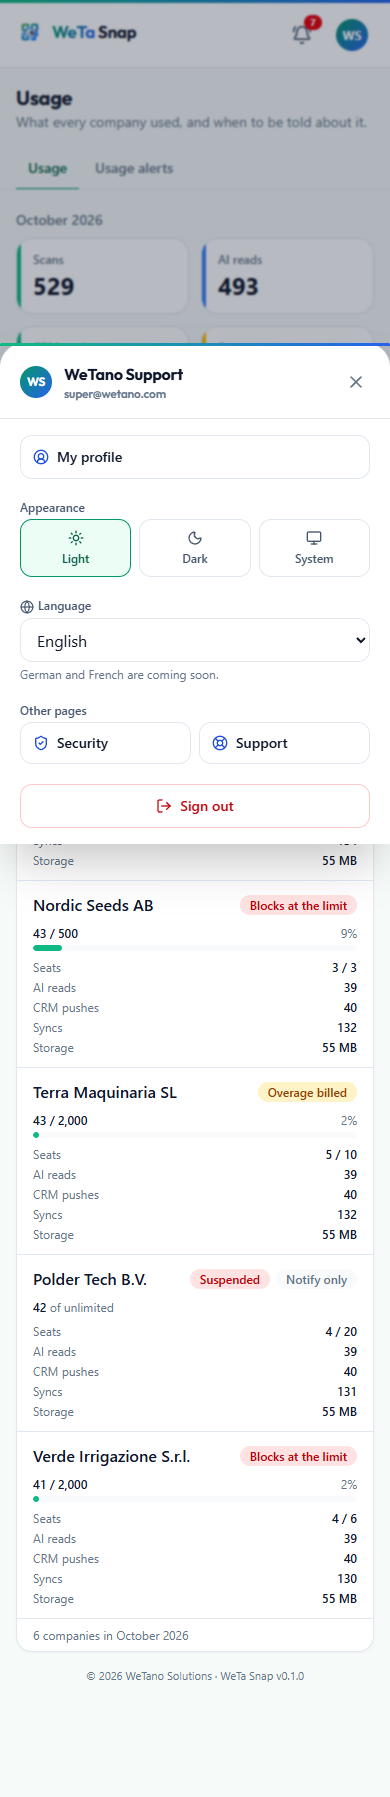 WeTa Snap
7
WS
Usage
What every company used, and when to be told about it.
Usage
Usage alerts
October 2026
Scans
AI reads
529
493
WS
WeTano Support
super@wetano.com
My profile
Appearance
Light
Dark
System
Language
English
German and French are coming soon.
Other pages
Security
Support
Sign out
Storage 55 MB
Nordic Seeds AB
Blocks at the limit
43 / 500 9%
Seats 3 / 3
AI reads 39
CRM pushes 40
Syncs 132
Storage 55 MB
Terra Maquinaria SL
Overage billed
43 / 2,000 2%
Seats 5 / 10
AI reads 39
CRM pushes 40
Syncs 132
Storage 55 MB
Polder Tech B.V.
Suspended
Notify only
42 of unlimited
Seats 4 / 20
AI reads 39
CRM pushes 40
Syncs 131
Storage 55 MB
Verde Irrigazione S.r.l.
Blocks at the limit
41 / 2,000 2%
Seats 4 / 6
AI reads 39
CRM pushes 40
Syncs 130
Storage 55 MB
6 companies in October 2026
© 2026 WeTano Solutions · WeTa Snap v0.1.0